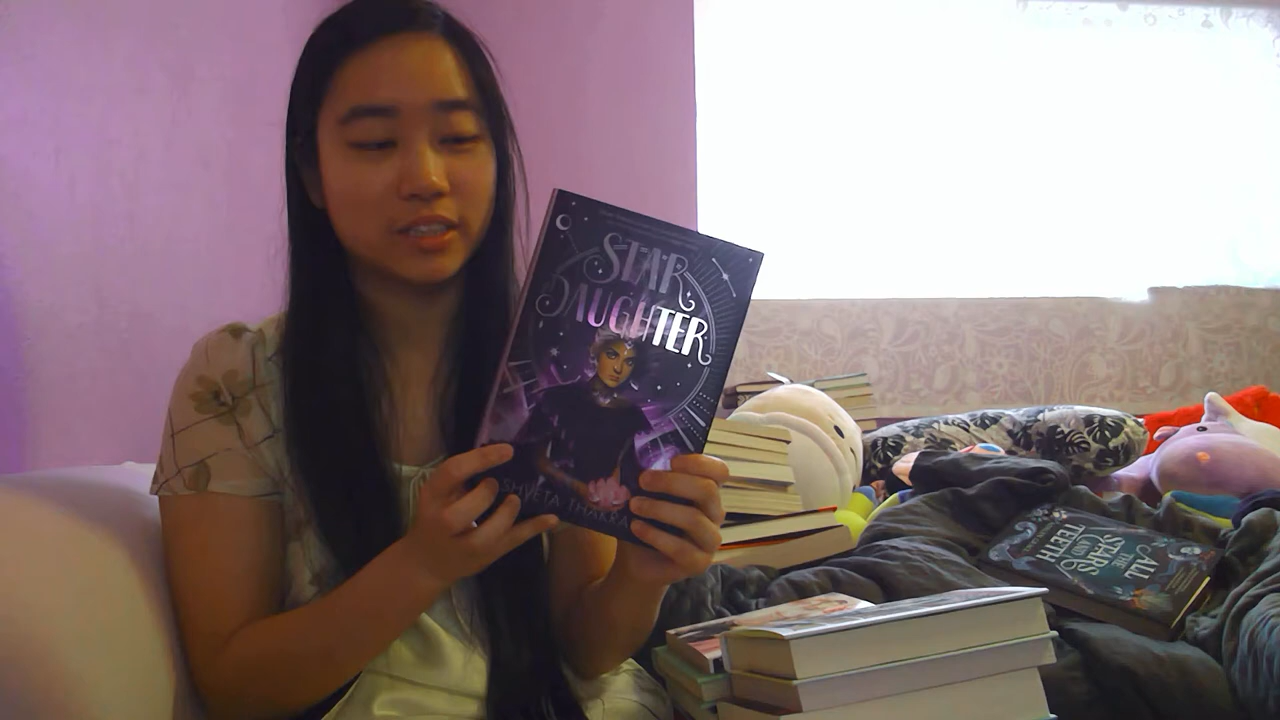 STAR
DAUGHTER
SHVETA THAKRA
ALL
THE
STARS
AND
TEETH